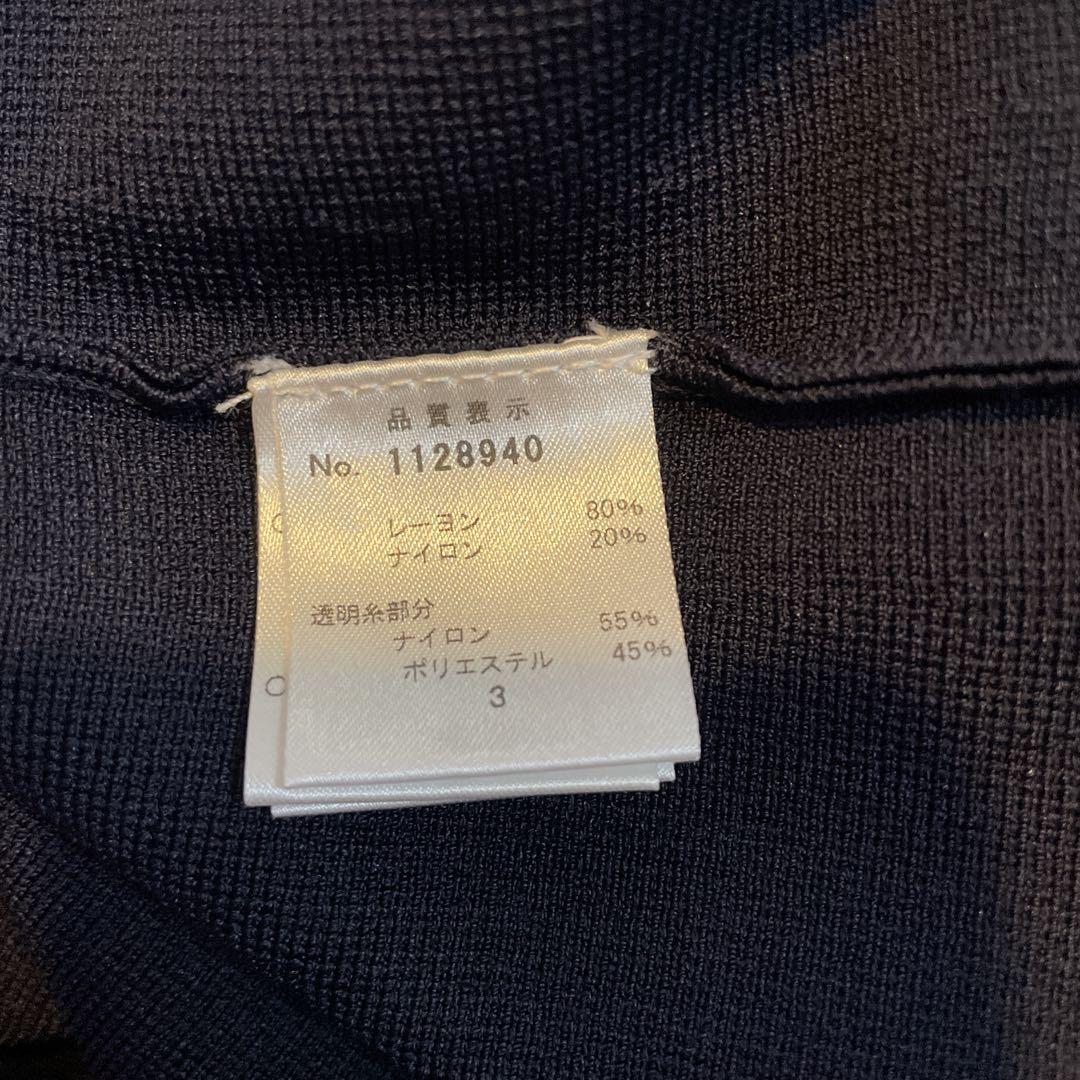 品質表示
No. 1128940
レーヨン 80%
ナイロン 20%
透明糸部分
ナイロン 55%
ポリエステル 45%
3